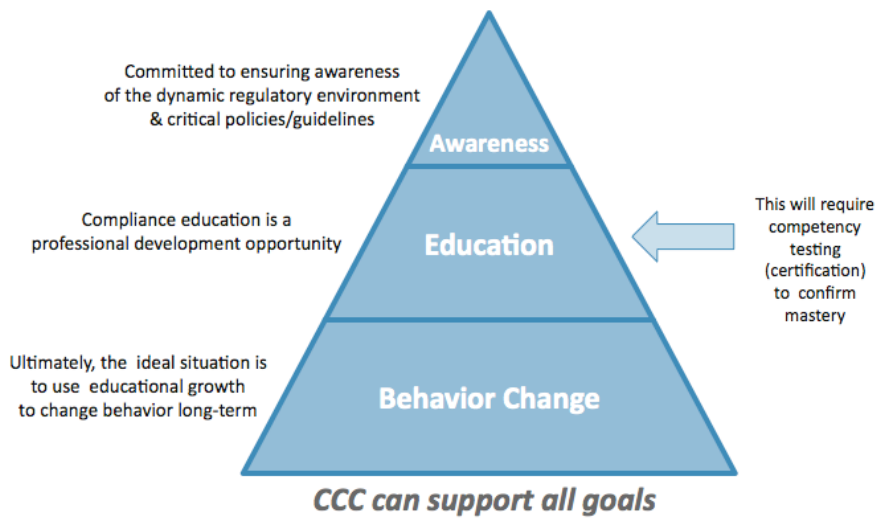 Committed to ensuring awareness
of the dynamic regulatory environment
& critical policies/guidelines
Awareness
Compliance education is a
professional development opportunity
Education
This will require
competency
testing
(certification)
to confirm
mastery
Ultimately, the ideal situation is
to use educational growth
to change behavior long-term
Behavior Change
CCC can support all goals